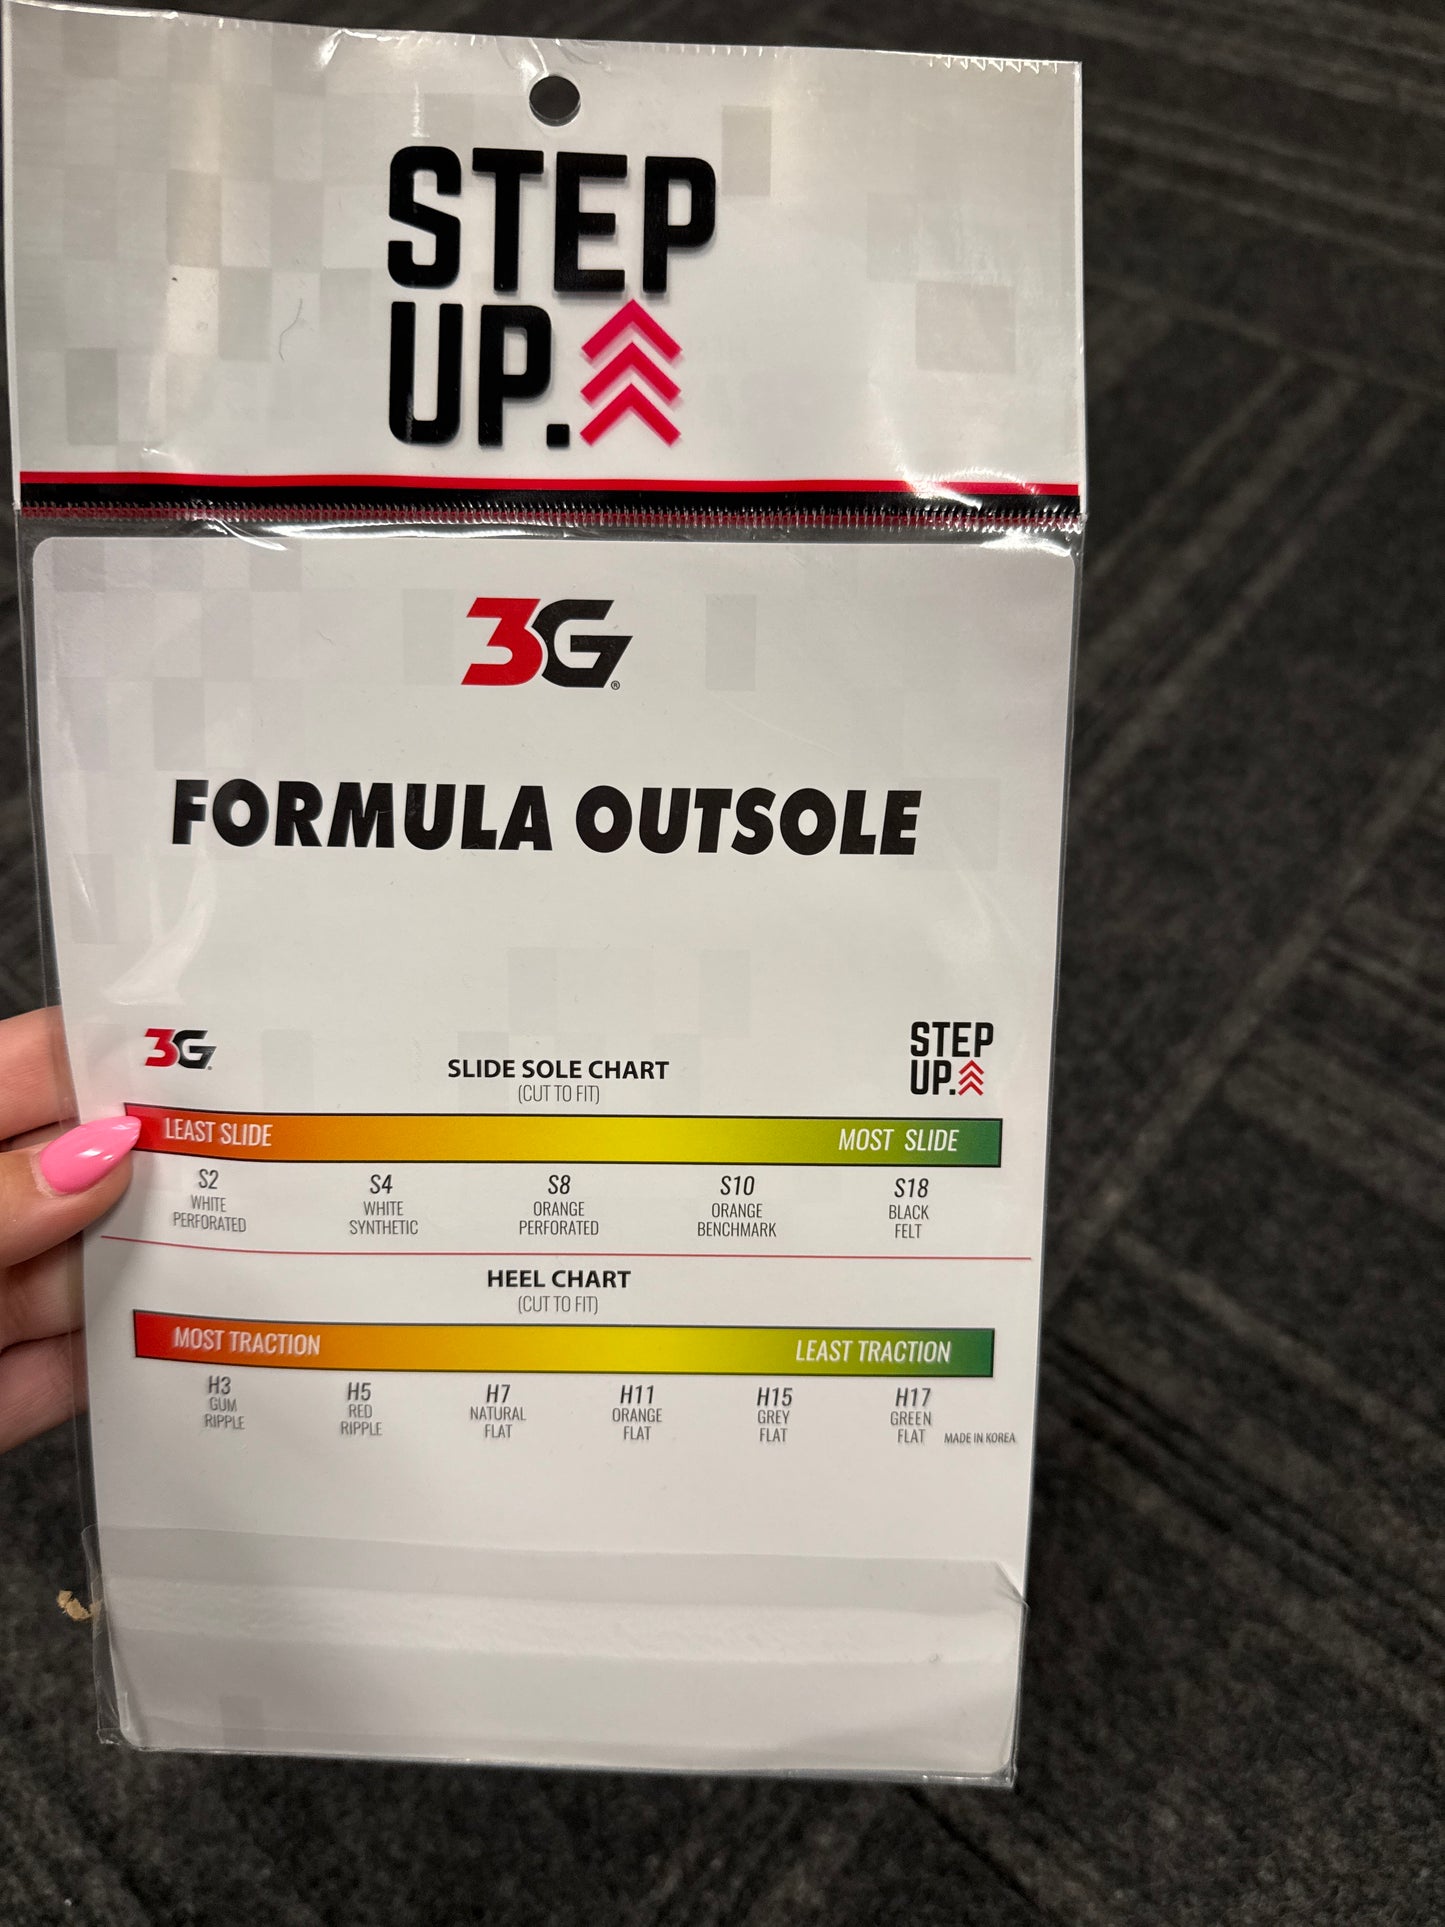 STEP
UP.
3G®
FORMULA OUTSOLE
3G
STEP
UP.
SLIDE SOLE CHART
(CUT TO FIT)
LEAST SLIDE
MOST SLIDE
S2
WHITE
PERFORATED
S4
WHITE
SYNTHETIC
S8
ORANGE
PERFORATED
S10
ORANGE
BENCHMARK
S18
BLACK
FELT
HEEL CHART
(CUT TO FIT)
MOST TRACTION
LEAST TRACTION
H3
GUM
RIPPLE
H5
RED
RIPPLE
H7
NATURAL
FLAT
H11
ORANGE
FLAT
H15
GREY
FLAT
H17
GREEN
FLAT
MADE IN KOREA